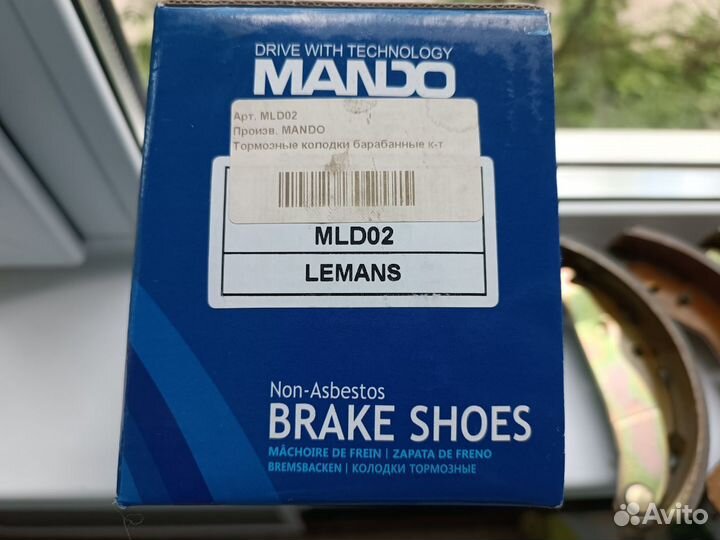 DRIVE WITH TECHNOLOGY
MANDO
Арт. MLD02
Произв. MANDO
Тормозные колодки барабанные к-т
MLD02
LEMANS
Non-Asbestos
BRAKE SHOES
MÂCHOIRE DE FREIN | ZAPATA DE FRENO
BREMSBACKEN | КОЛОДКИ ТОРМОЗНЫЕ
Avito